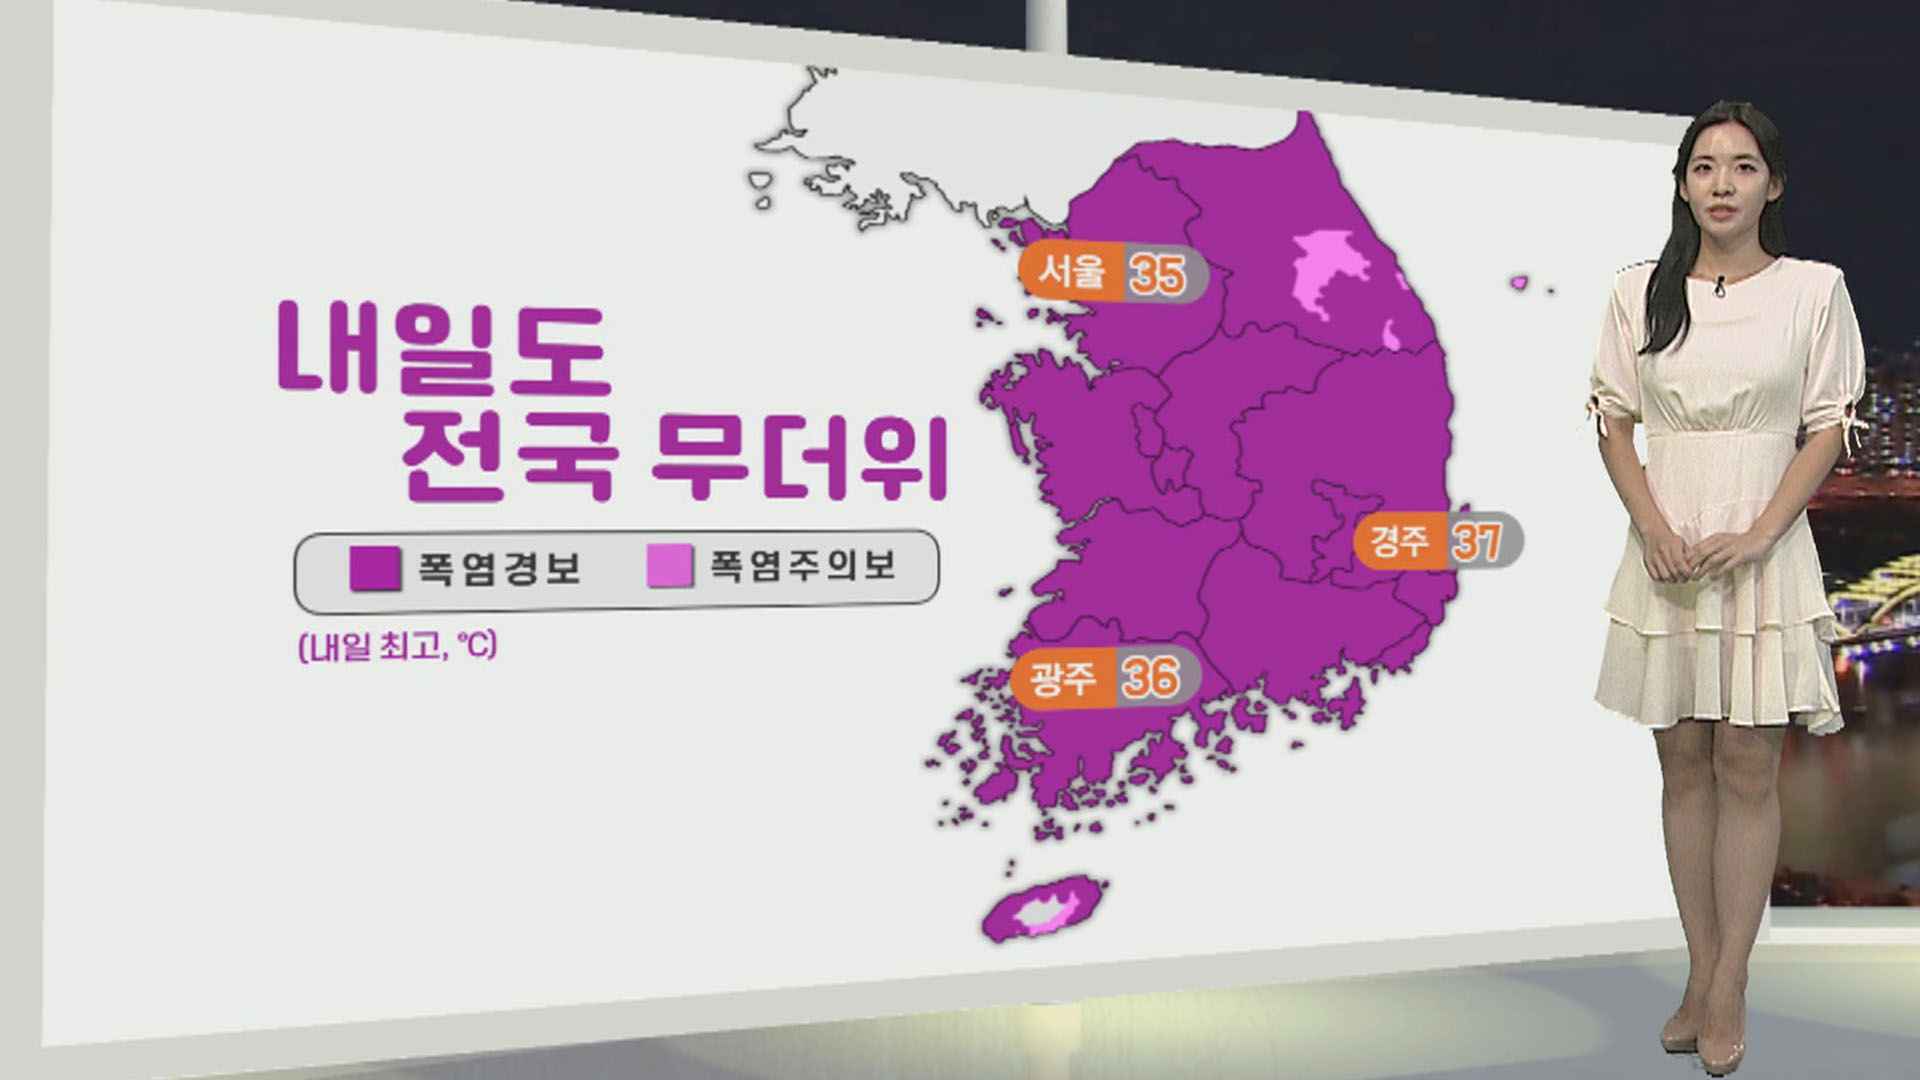 내일도
전국 무더위
폭염경보 폭염주의보
(내일 최고, ℃)
서울 35
경주 37
광주 36